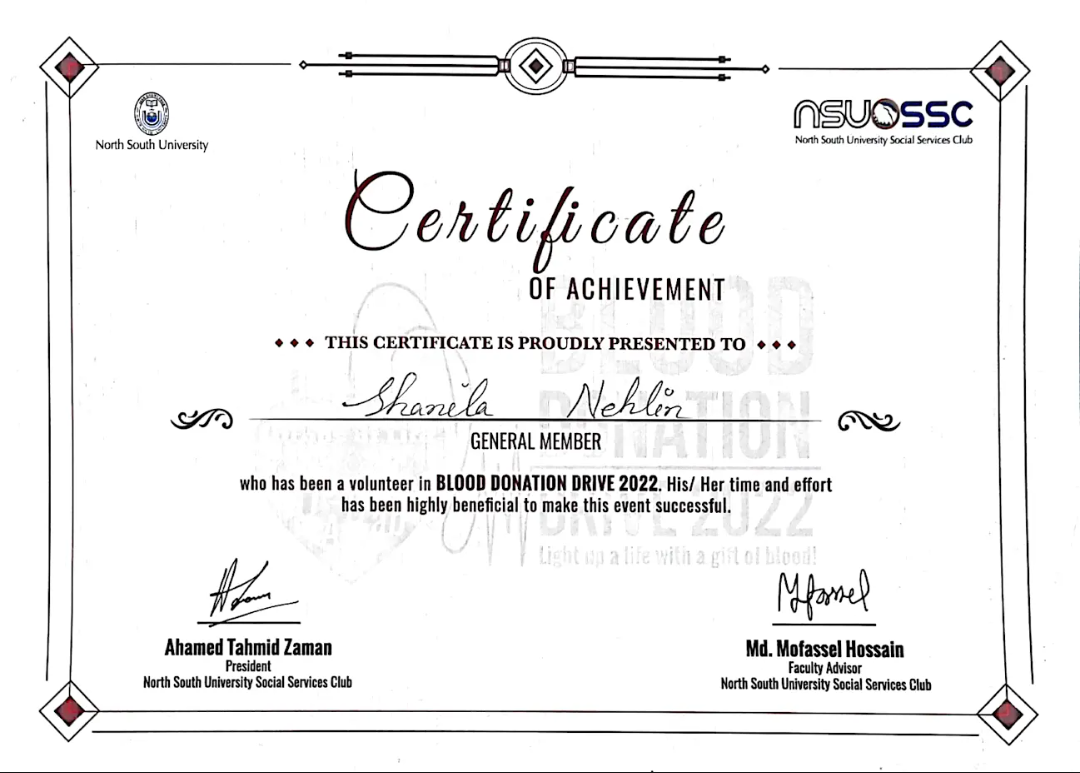 North South University
NSUSSC
North South University Social Services Club
Certificate
OF ACHIEVEMENT
THIS CERTIFICATE IS PROUDLY PRESENTED TO
Shanila Nehlin
GENERAL MEMBER
who has been a volunteer in BLOOD DONATION DRIVE 2022. His/ Her time and effort
has been highly beneficial to make this event successful.
BLOOD
DONATION
DRIVE 2022
Light up a life with a gift of blood!
Ahamed Tahmid Zaman
President
North South University Social Services Club
Md. Mofassel Hossain
Faculty Advisor
North South University Social Services Club